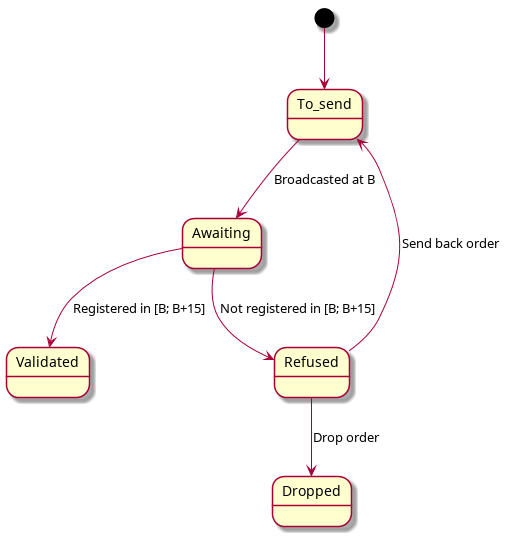 To_send
Broadcasted at B
Awaiting
Send back order
Registered in [B; B+15]
Not registered in [B; B+15]
Validated
Refused
Drop order
Dropped